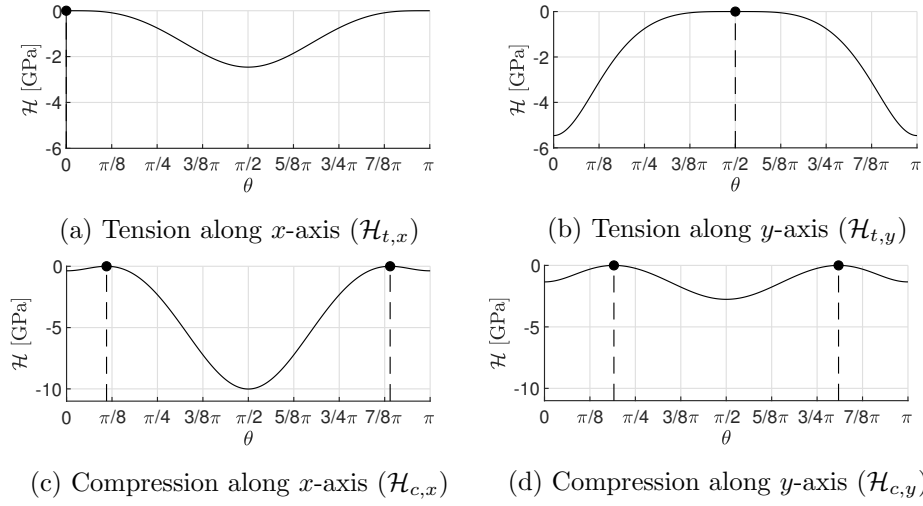 0
-2
-4
-6
ℋ [GPa]
0 π/8 π/4 3/8π π/2 5/8π 3/4π 7/8π π
θ
(a) Tension along x-axis (ℋt,x)
0
-2
-4
-6
ℋ [GPa]
0 π/8 π/4 3/8π π/2 5/8π 3/4π 7/8π π
θ
(b) Tension along y-axis (ℋt,y)
0
-5
-10
ℋ [GPa]
0 π/8 π/4 3/8π π/2 5/8π 3/4π 7/8π π
θ
(c) Compression along x-axis (ℋc,x)
0
-5
-10
ℋ [GPa]
0 π/8 π/4 3/8π π/2 5/8π 3/4π 7/8π π
θ
(d) Compression along y-axis (ℋc,y)